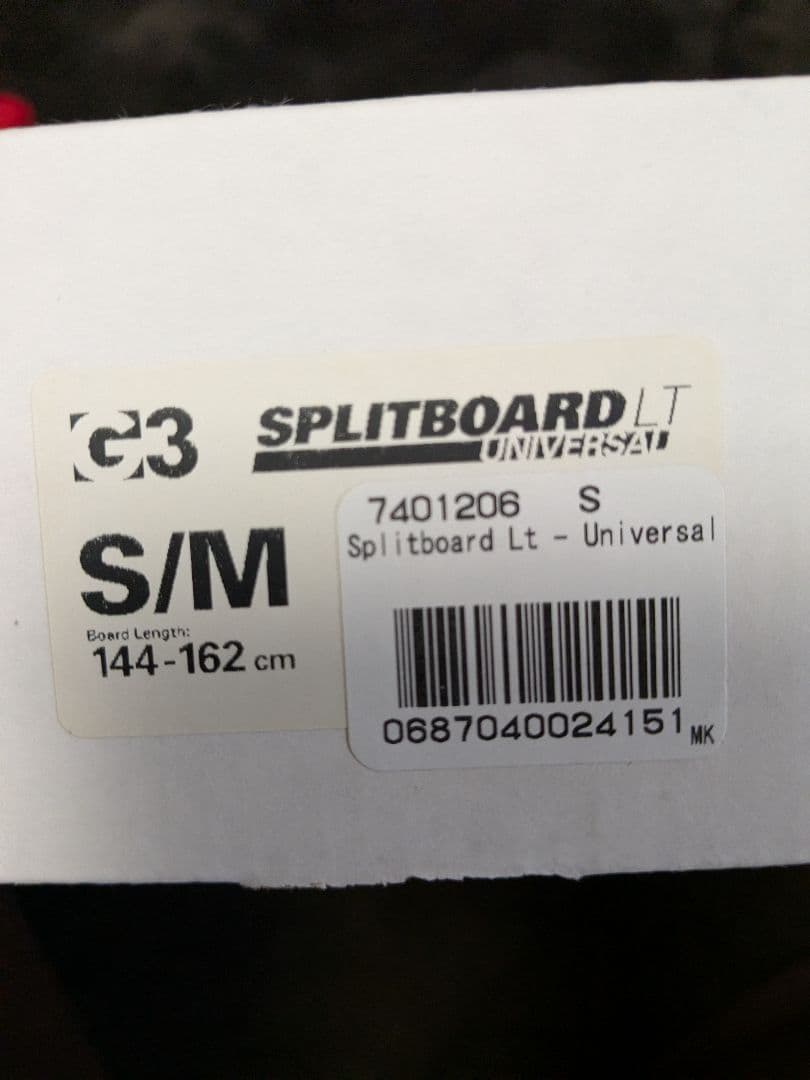 G3 SPLITBOARD LT
UNIVERSAL
S/M
Board Length:
144-162 cm
7401206 S
Splitboard Lt - Universal
0687040024151 MK